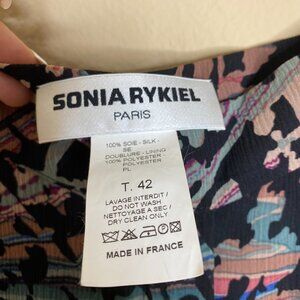 SONIA RYKIEL
PARIS
100% SOIE - SILK -
SE
DOUBLURE - LINING
100% POLYESTER -
PL
T. 42
LAVAGE INTERDIT /
DO NOT WASH
NETTOYAGE A SEC /
DRY CLEAN ONLY
MADE IN FRANCE